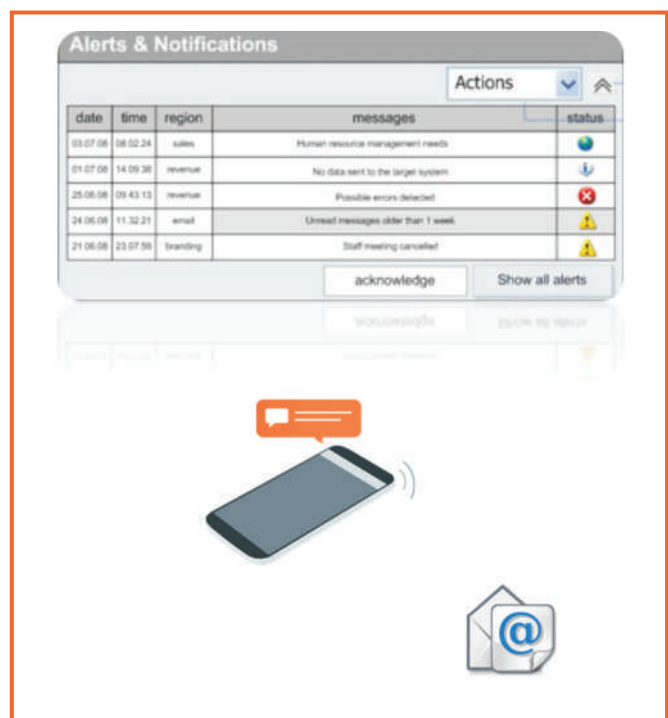 Alerts & Notifications
Actions
date time region messages status
03.07.08 08.02.24 sales Human resource management needs
01.07.08 14.09.38 revenue No data sent to the target system
25.06.08 09.43.13 revenue Possible errors detected
24.06.08 11.32.21 email Unread messages older than 1 week
21.06.08 23.07.59 branding Staff meeting cancelled
acknowledge Show all alerts
@